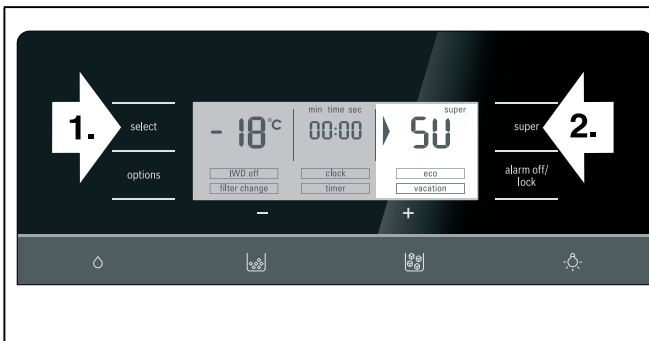 1.
select
options
- 18°C
min time sec
00:00
super
SU
IWD off
filter change
clock
timer
eco
vacation
super
2.
alarm off/
lock
−
+